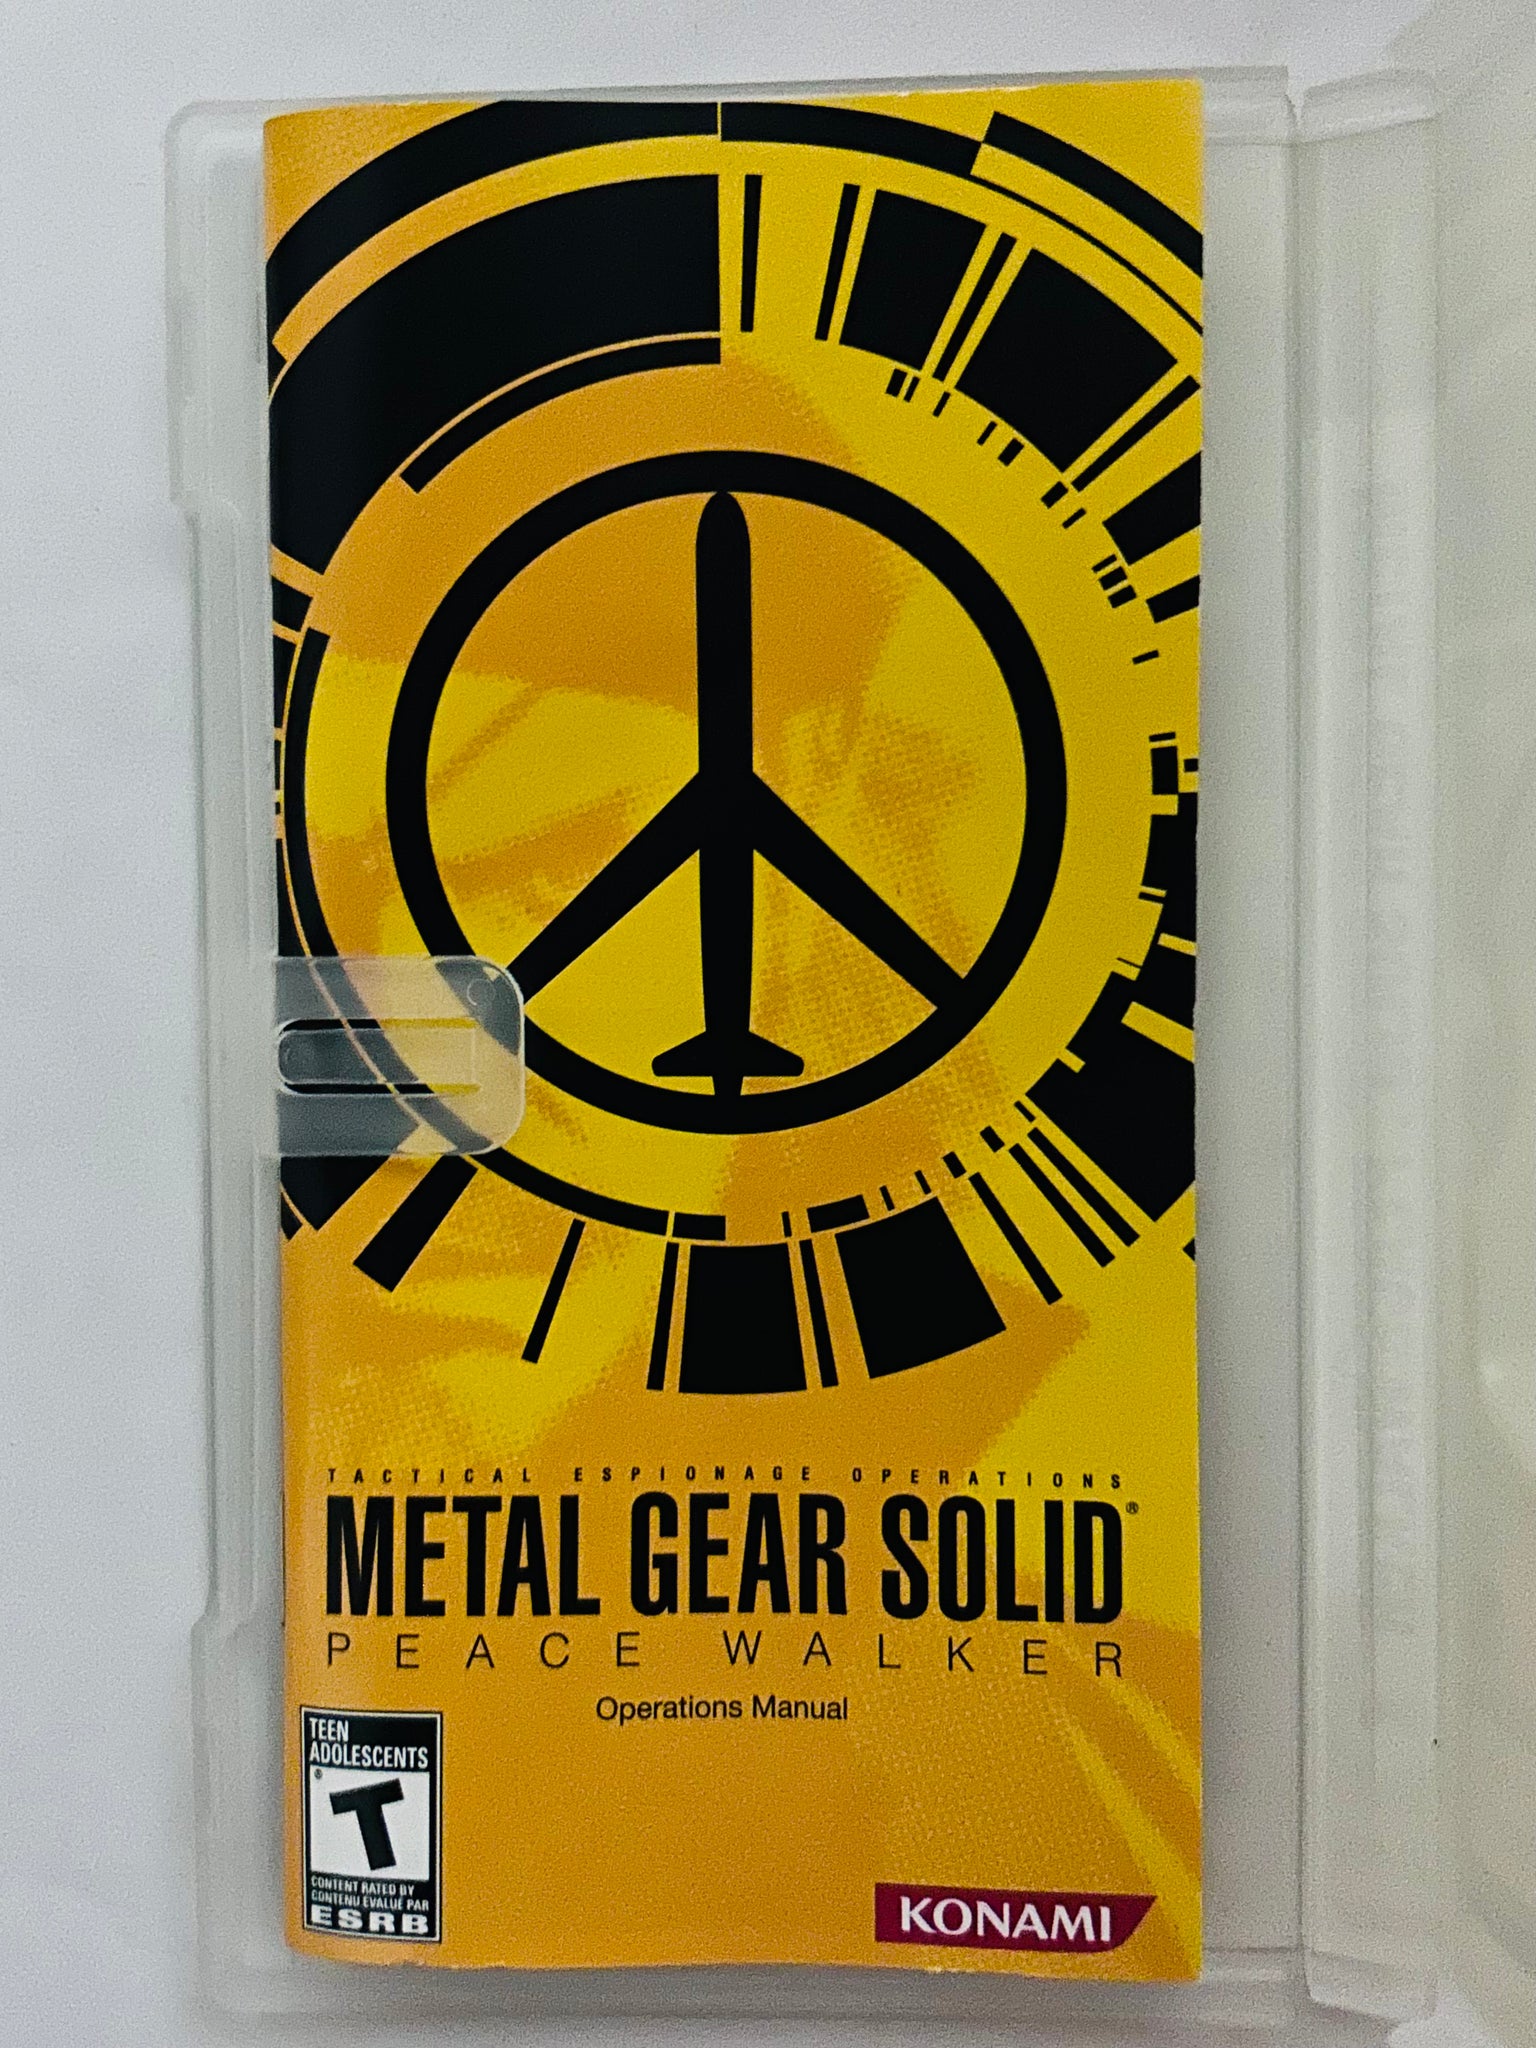 TACTICAL ESPIONAGE OPERATIONS
METAL GEAR SOLID®
PEACE WALKER
Operations Manual
TEEN
ADOLESCENTS
®
T
CONTENT RATED BY
CONTENU ÉVALUÉ PAR
ESRB
KONAMI